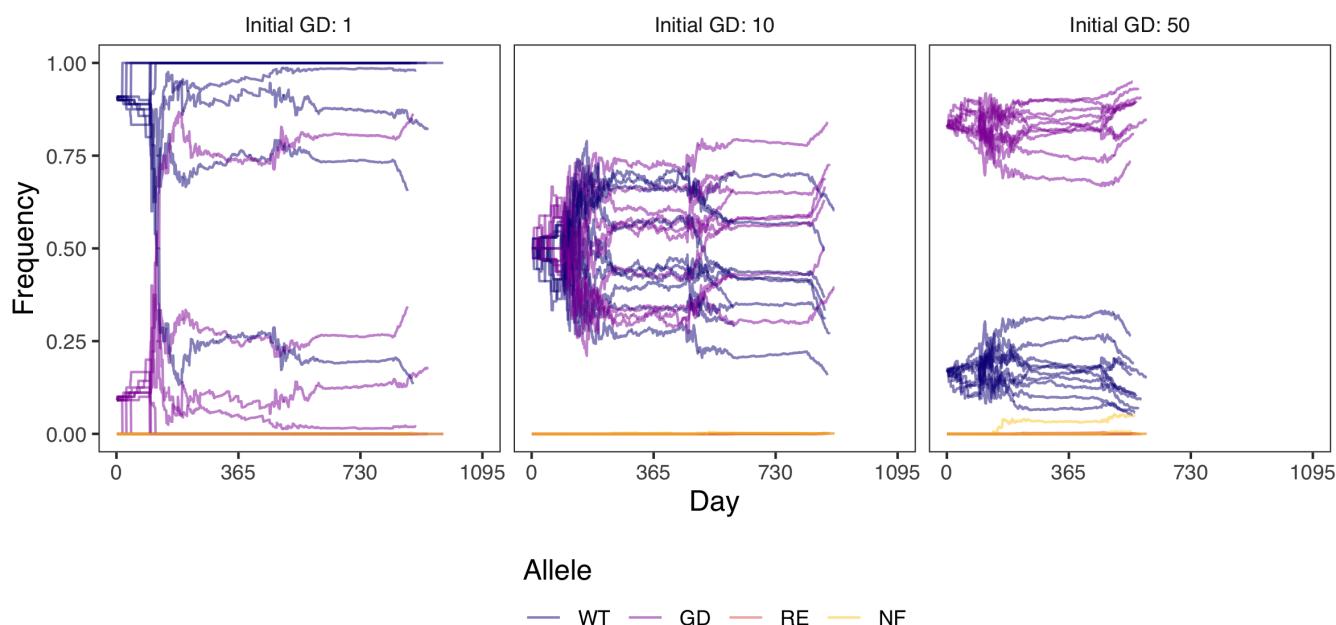 Initial GD: 1
Initial GD: 10
Initial GD: 50
Frequency
1.00
0.75
0.50
0.25
0.00
0 365 730 1095
0 365 730 1095
0 365 730 1095
Day
Allele
WT GD RE NF